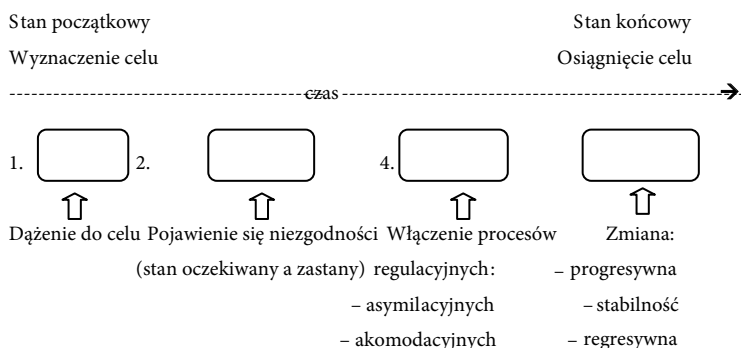 Stan początkowy Stan końcowy
Wyznaczenie celu Osiągnięcie celu
czas
1. 2. 4.
Dążenie do celu Pojawienie się niezgodności Włączenie procesów Zmiana:
(stan oczekiwany a zastany) regulacyjnych: – progresywna
– asymilacyjnych – stabilność
– akomodacyjnych – regresywna